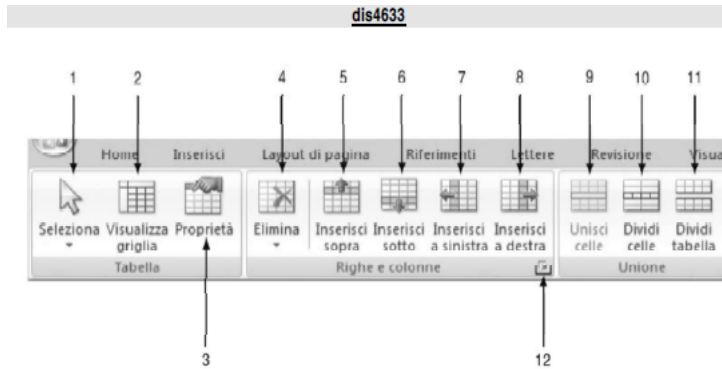 dis4633
1 2 4 5 6 7 8 9 10 11
Home Inserisci Layout di pagina Riferimenti Lettere Revisione Visua
Seleziona Visualizza griglia Proprietà Elimina Inserisci sopra Inserisci sotto Inserisci a sinistra Inserisci a destra Unisci celle Dividi celle Dividi tabella
Tabella Righe e colonne Unione
3 12